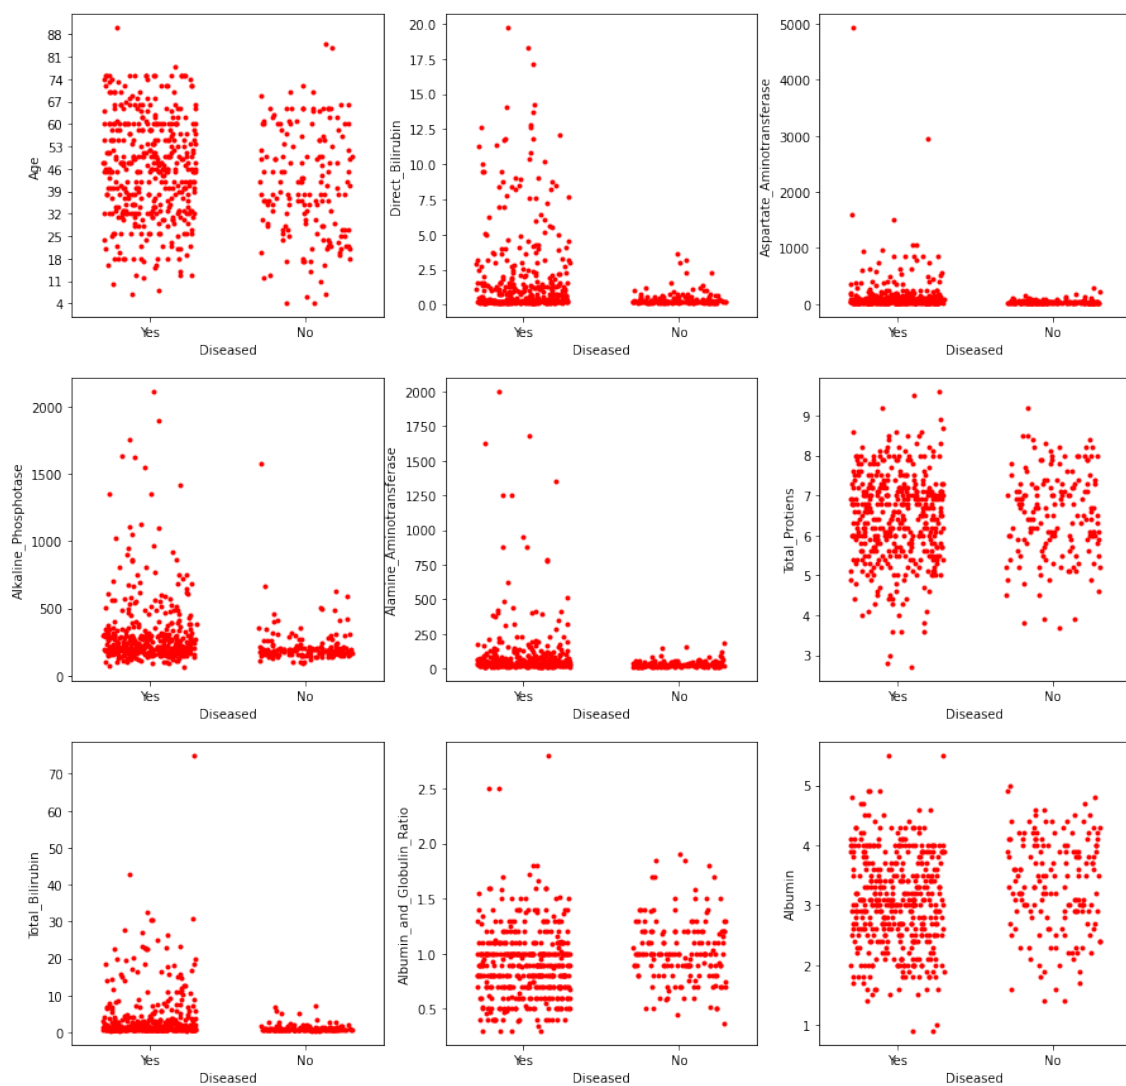 Age
88
81
74
67
60
53
46
39
32
25
18
11
4
Yes No
Diseased
Direct_Bilirubin
20.0
17.5
15.0
12.5
10.0
7.5
5.0
2.5
0.0
Yes No
Diseased
Aspartate_Aminotransferase
5000
4000
3000
2000
1000
0
Yes No
Diseased
Alkaline_Phosphotase
2000
1500
1000
500
0
Yes No
Diseased
Alamine_Aminotransferase
2000
1750
1500
1250
1000
750
500
250
0
Yes No
Diseased
Total_Protiens
9
8
7
6
5
4
3
Yes No
Diseased
Total_Bilirubin
70
60
50
40
30
20
10
0
Yes No
Diseased
Albumin_and_Globulin_Ratio
2.5
2.0
1.5
1.0
0.5
Yes No
Diseased
Albumin
5
4
3
2
1
Yes No
Diseased